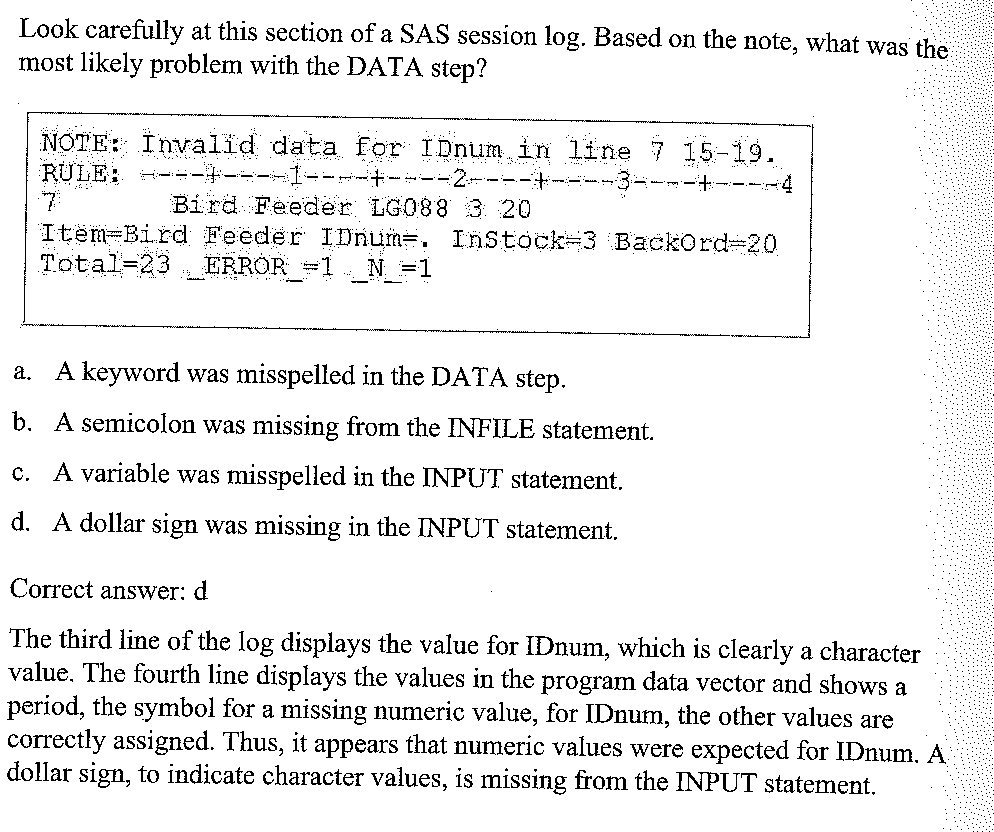 Look carefully at this section of a SAS session log. Based on the note, what was the
most likely problem with the DATA step?
NOTE: Invalid data for IDnum in line 7 15-19.
RULE: ----+----1----+----2----+----3----+----4
7 Bird Feeder LG088 3 20
Item=Bird Feeder IDnum=. InStock=3 BackOrd=20
Total=23 _ERROR_=1 _N_=1
a. A keyword was misspelled in the DATA step.
b. A semicolon was missing from the INFILE statement.
c. A variable was misspelled in the INPUT statement.
d. A dollar sign was missing in the INPUT statement.
Correct answer: d
The third line of the log displays the value for IDnum, which is clearly a character
value. The fourth line displays the values in the program data vector and shows a
period, the symbol for a missing numeric value, for IDnum, the other values are
correctly assigned. Thus, it appears that numeric values were expected for IDnum. A
dollar sign, to indicate character values, is missing from the INPUT statement.